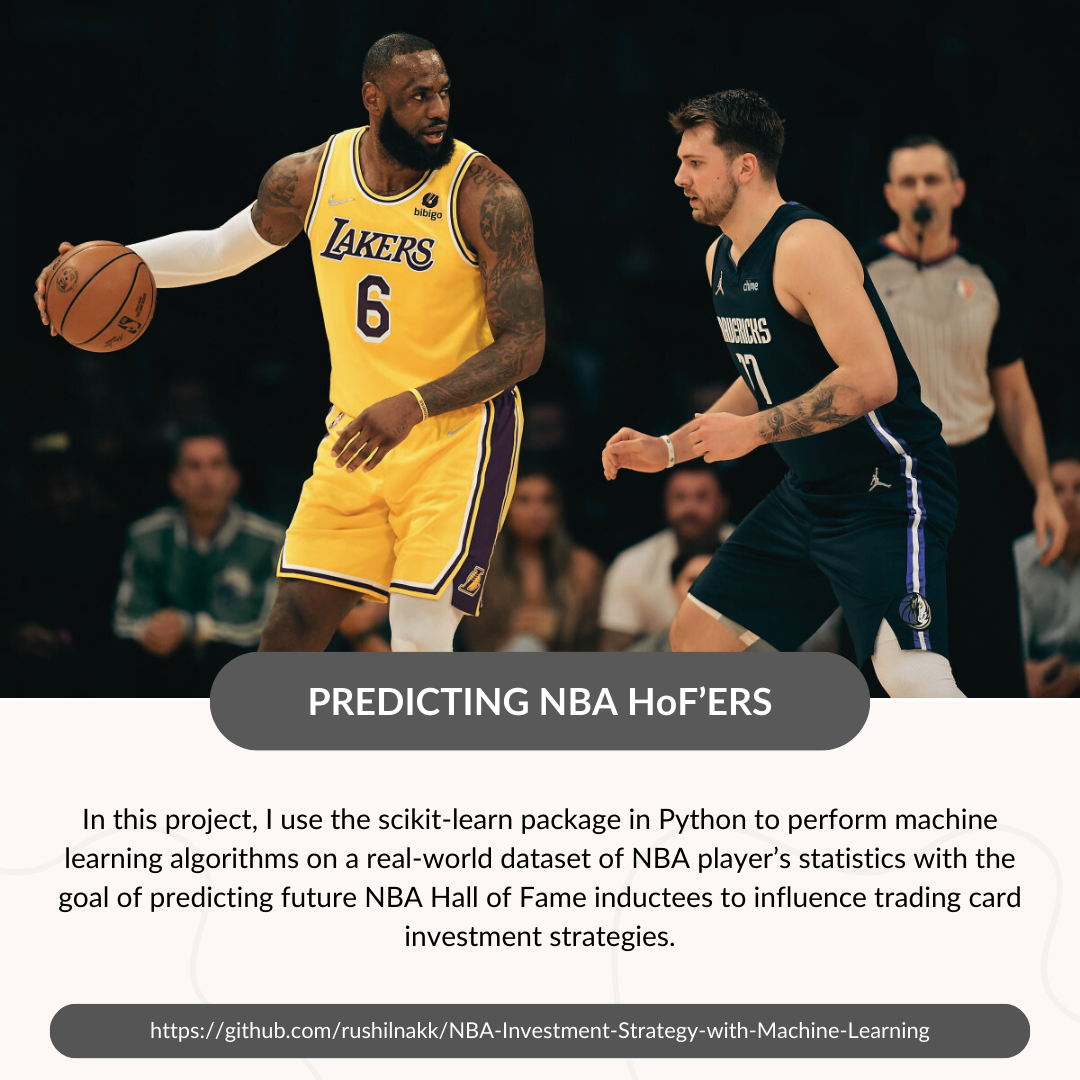 bibigo
LAKERS
6
chime
MAVERICKS
77
PREDICTING NBA HoF’ERS
In this project, I use the scikit-learn package in Python to perform machine
learning algorithms on a real-world dataset of NBA player’s statistics with the
goal of predicting future NBA Hall of Fame inductees to influence trading card
investment strategies.
https://github.com/rushilnakk/NBA-Investment-Strategy-with-Machine-Learning